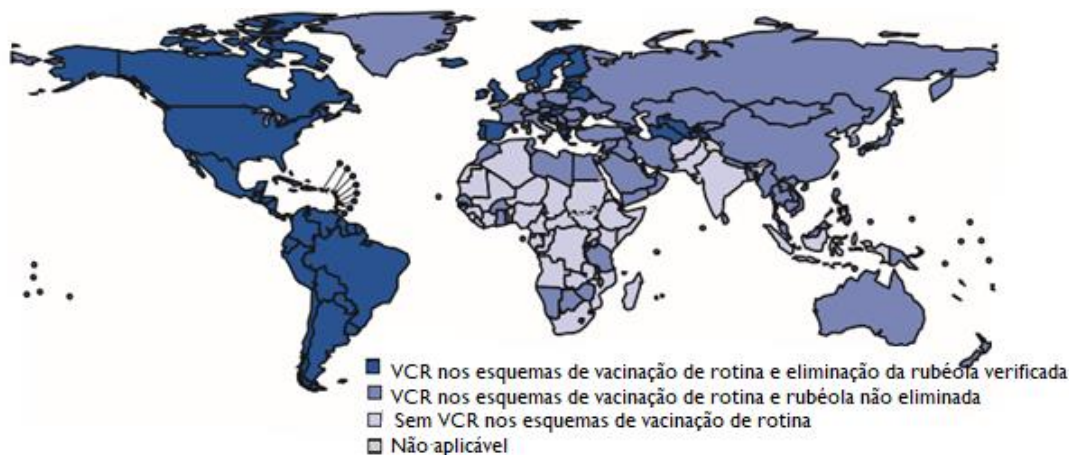 VCR nos esquemas de vacinação de rotina e eliminação da rubéola verificada
VCR nos esquemas de vacinação de rotina e rubéola não eliminada
Sem VCR nos esquemas de vacinação de rotina
Não aplicável